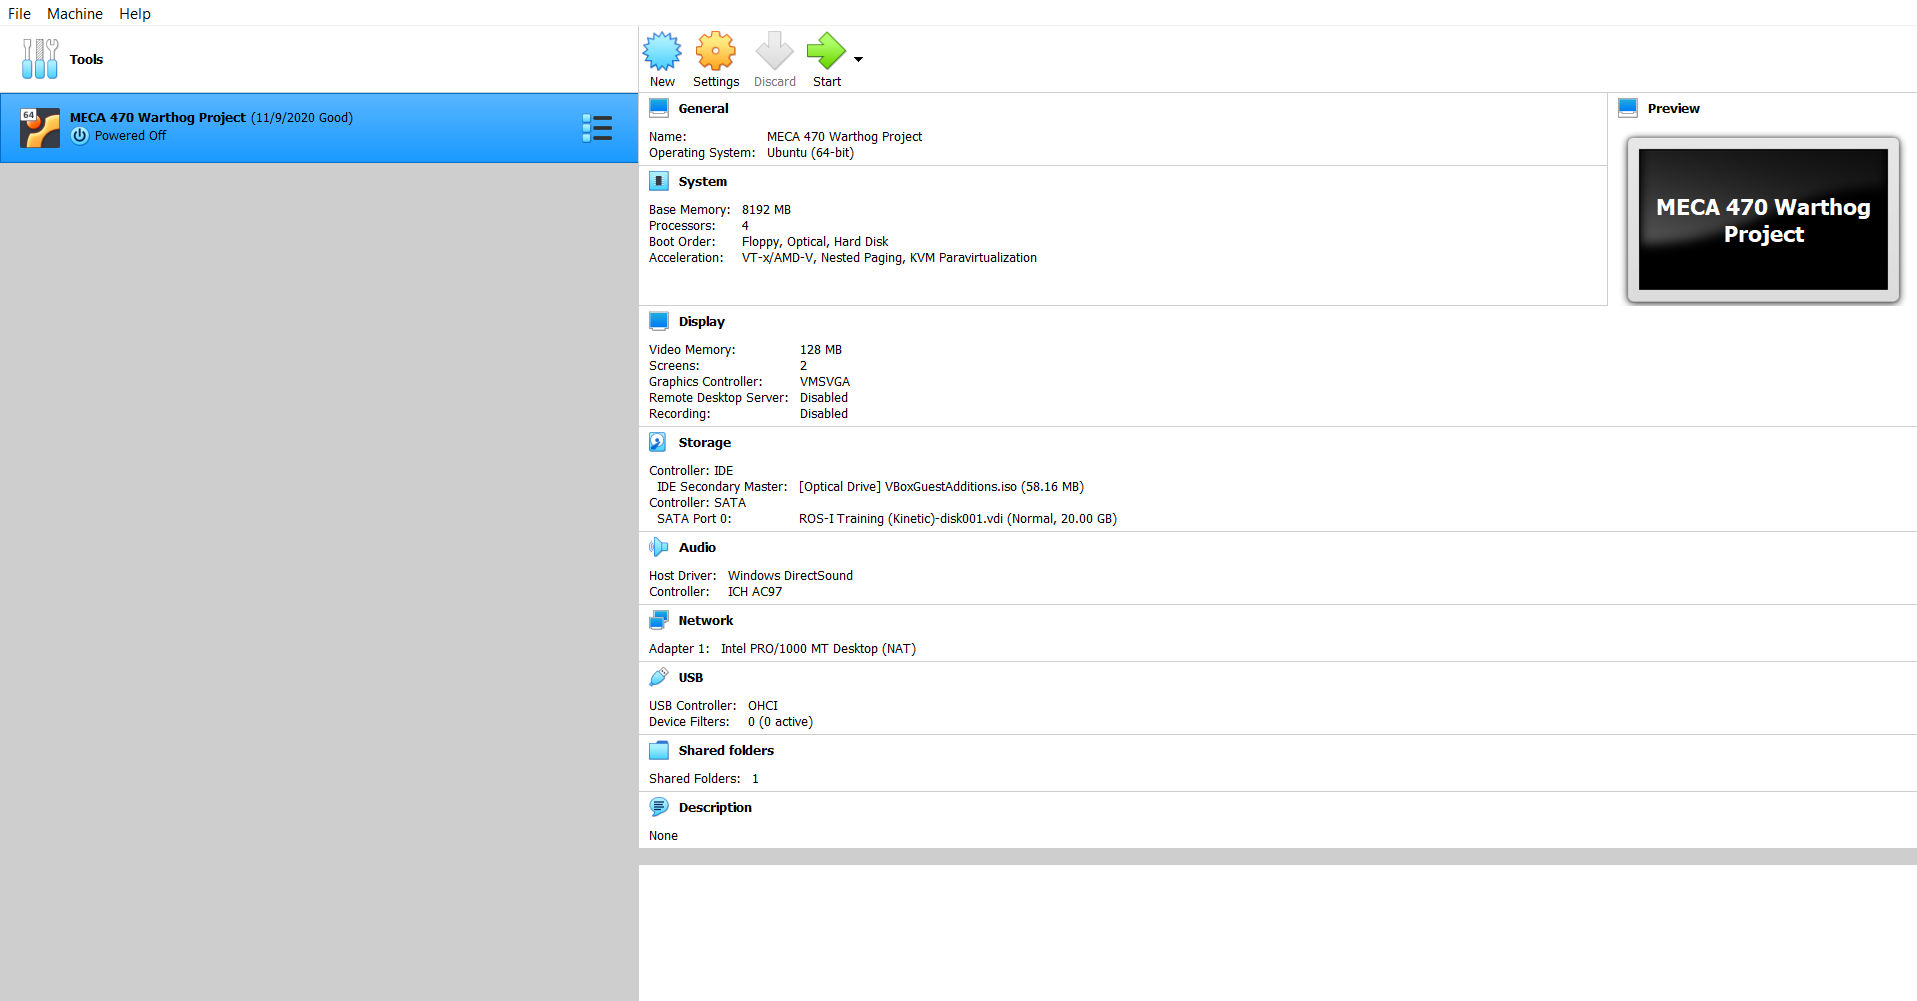 File Machine Help
Tools
New Settings Discard Start
64
MECA 470 Warthog Project (11/9/2020 Good)
Powered Off
General
Name: MECA 470 Warthog Project
Operating System: Ubuntu (64-bit)
Preview
MECA 470 Warthog
Project
System
Base Memory: 8192 MB
Processors: 4
Boot Order: Floppy, Optical, Hard Disk
Acceleration: VT-x/AMD-V, Nested Paging, KVM Paravirtualization
Display
Video Memory: 128 MB
Screens: 2
Graphics Controller: VMSVGA
Remote Desktop Server: Disabled
Recording: Disabled
Storage
Controller: IDE
IDE Secondary Master: [Optical Drive] VBoxGuestAdditions.iso (58.16 MB)
Controller: SATA
SATA Port 0: ROS-I Training (Kinetic)-disk001.vdi (Normal, 20.00 GB)
Audio
Host Driver: Windows DirectSound
Controller: ICH AC97
Network
Adapter 1: Intel PRO/1000 MT Desktop (NAT)
USB
USB Controller: OHCI
Device Filters: 0 (0 active)
Shared folders
Shared Folders: 1
Description
None